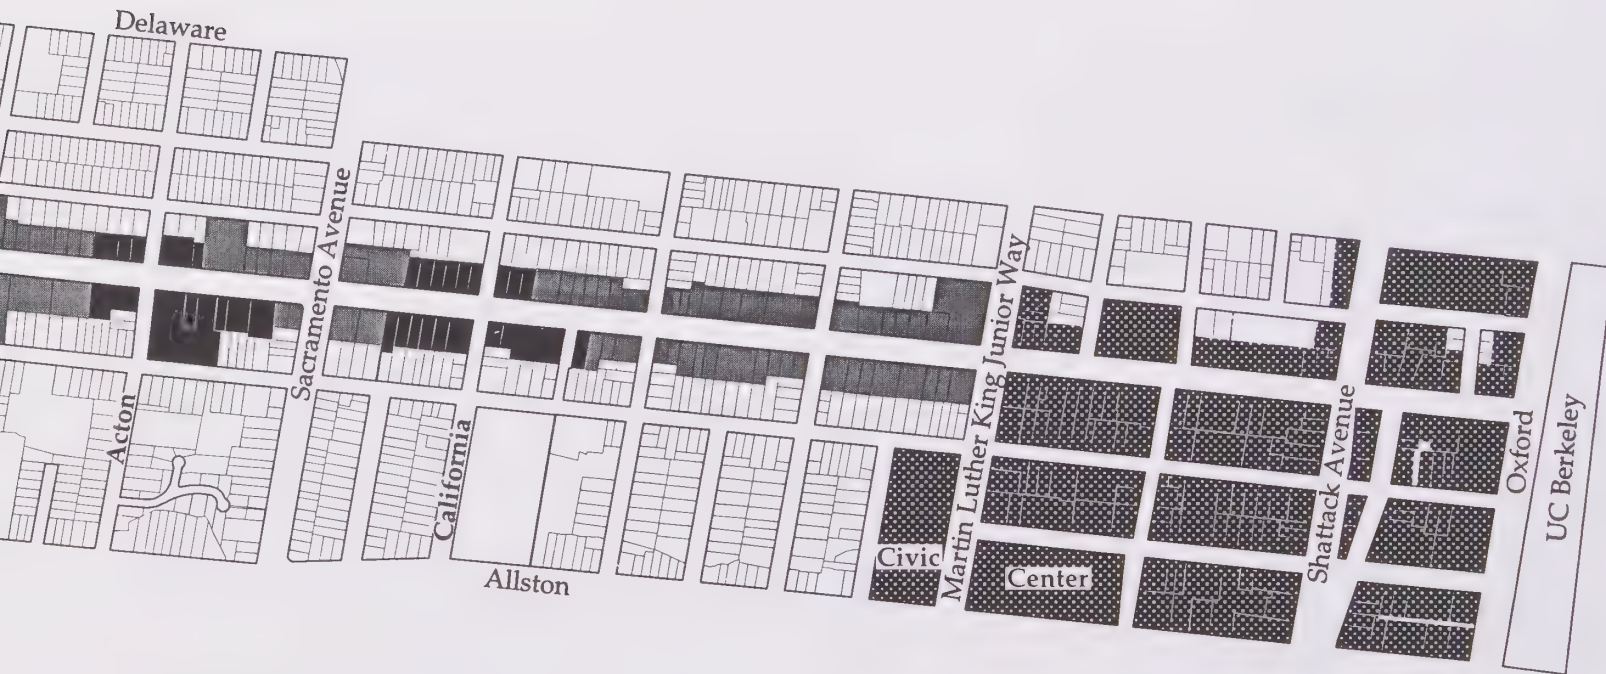 Delaware
Sacramento Avenue
Acton
California
Allston
Martin Luther King Junior Way
Civic
Center
Shattack Avenue
Oxford
UC Berkeley